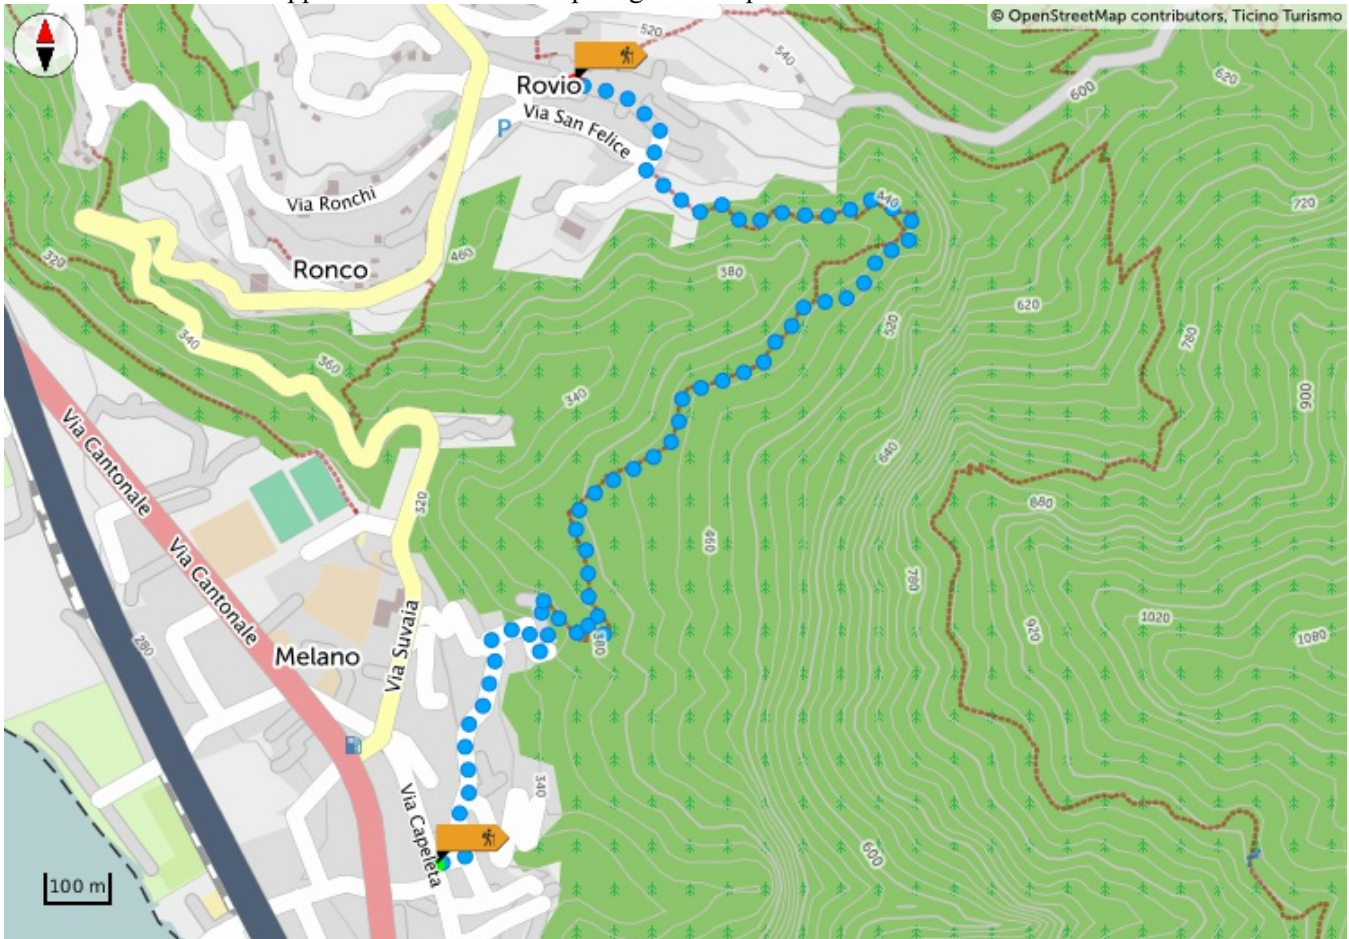 © OpenStreetMap contributors, Ticino Turismo
520
540
620
600
Rovio
P
Via San Felice
Via Ronchi
440
720
460
320
Ronco
380
620
520
340
780
360
340
900
Via Cantonale
640
320
680
460
Via Cantonale
780
280
Via Suvaia
380
920
1020
1080
Melano
340
Via Capeleta
600
100 m